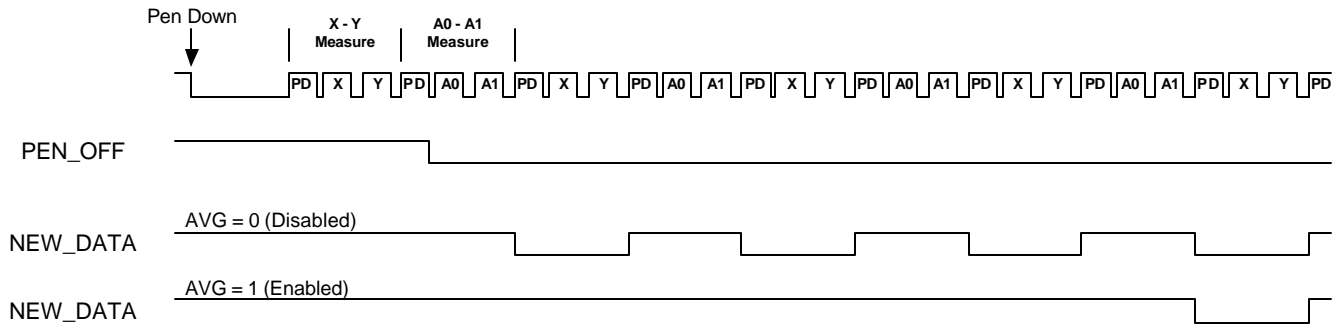 Pen Down
X - Y
Measure
A0 - A1
Measure
PD X Y PD A0 A1 PD X Y PD A0 A1 PD X Y PD A0 A1 PD X Y PD A0 A1 PD X Y PD
PEN_OFF
AVG = 0 (Disabled)
NEW_DATA
AVG = 1 (Enabled)
NEW_DATA